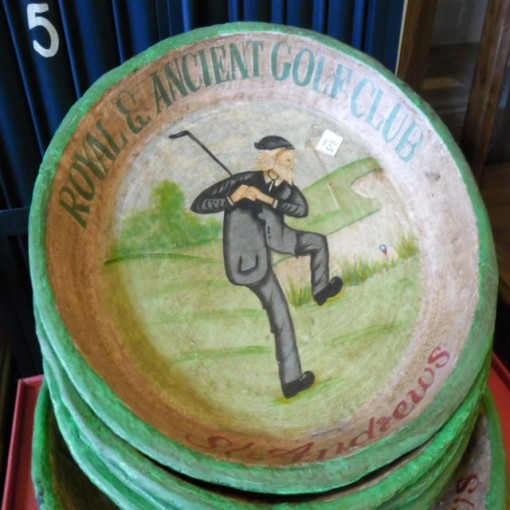 5
ROYAL & ANCIENT GOLF CLUB
St. Andrews